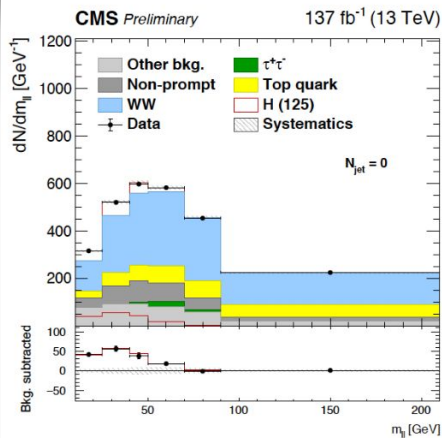 CMS Preliminary 137 fb⁻¹ (13 TeV)
dN/dm_ll [GeV⁻¹]
1200
1000
800
600
400
200
Other bkg. τ⁺τ⁻
Non-prompt Top quark
WW H (125)
Data Systematics
N_jet = 0
Bkg. subtracted
100
50
0
−50
50 100 150 200
m_ll [GeV]